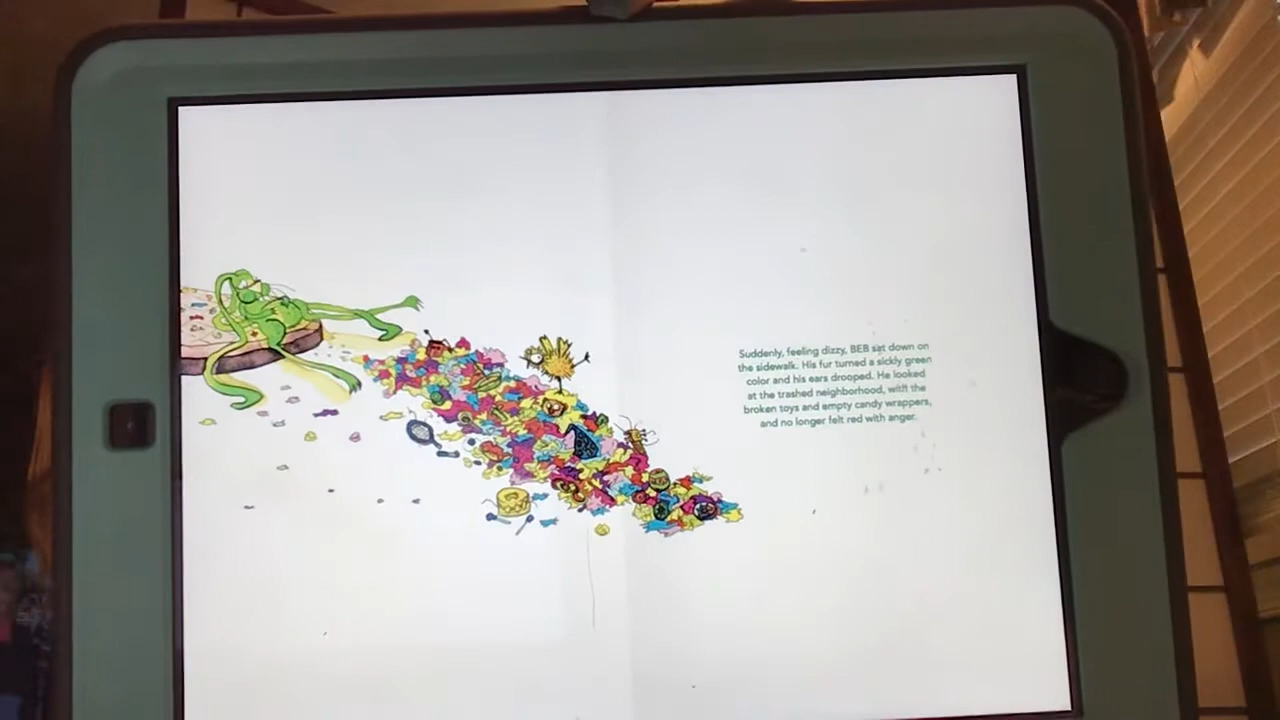 Suddenly, feeling dizzy, BEB sat down on
the sidewalk. His fur turned a sickly green
color and his ears drooped. He looked
at the trashed neighborhood, with the
broken toys and empty candy wrappers,
and no longer felt red with anger.